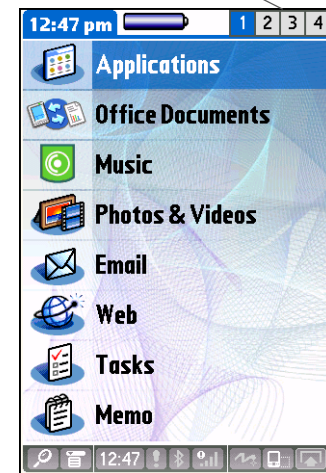 12:47 pm 1 2 3 4
Applications
Office Documents
Music
Photos & Videos
Email
Web
Tasks
Memo
12:47